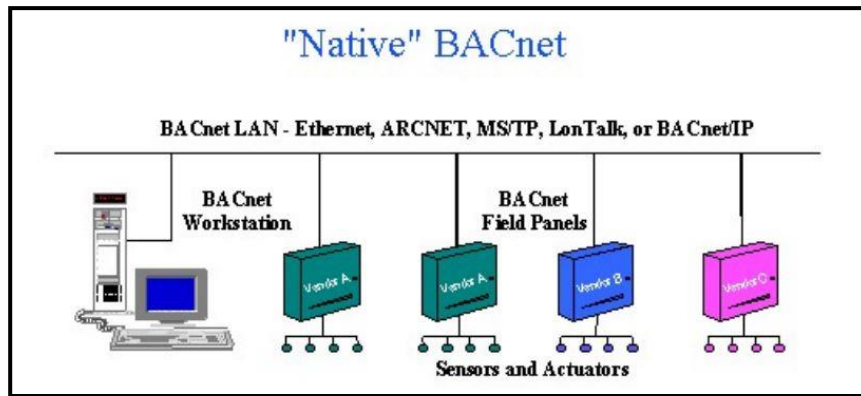 "Native" BACnet
BACnet LAN - Ethernet, ARCNET, MS/TP, LonTalk, or BACnet/IP
BACnet
Workstation
BACnet
Field Panels
Vendor A
Vendor A
Vendor B
Vendor C
Sensors and Actuators